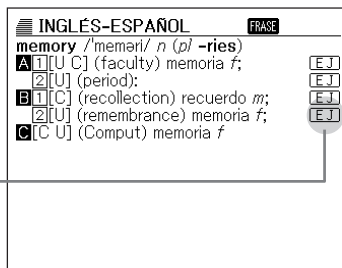 INGLÉS-ESPAÑOL FRASE
memory /'meməri/ n (pl -ries)
A 1 [U C] (faculty) memoria f; EJ
2 [U] (period): EJ
B 1 [C] (recollection) recuerdo m; EJ
2 [U] (remembrance) memoria f; EJ
C [C U] (Comput) memoria f